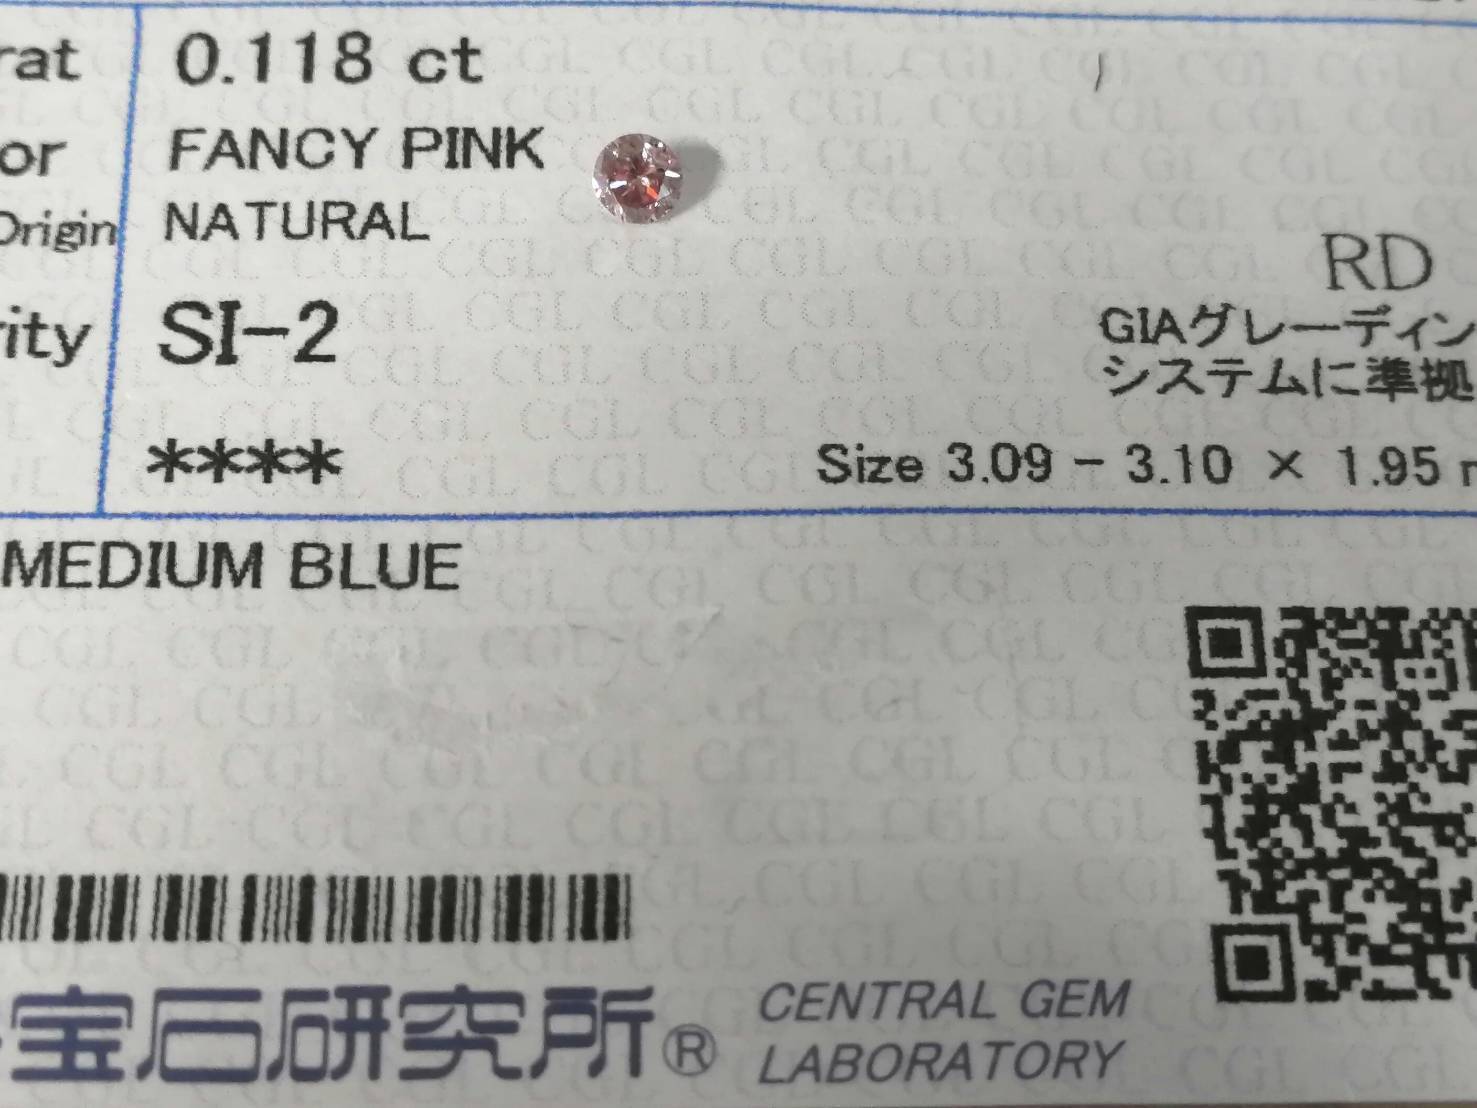 rat 0.118 ct
or FANCY PINK
Origin NATURAL
RD
rity SI-2
GIAグレーディン
システムに準拠
****
Size 3.09 - 3.10 × 1.95
MEDIUM BLUE
宝石研究所®
CENTRAL GEM
LABORATORY